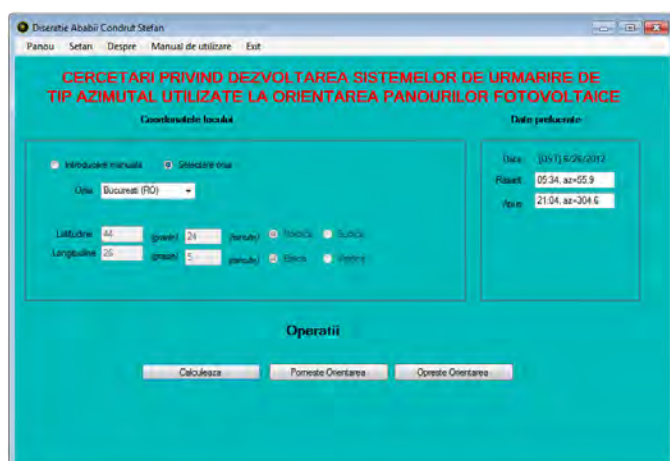 Diseratie Ababii Condrut Stefan
Panou Setari Despre Manual de utilizare Exit
CERCETARI PRIVIND DEZVOLTAREA SISTEMELOR DE URMARIRE DE
TIP AZIMUTAL UTILIZATE LA ORIENTAREA PANOURILOR FOTOVOLTAICE
Coordonatele locului
Date prelucrate
Introducere manuala Selectare oras
Oras Bucuresti (RO)
Latitudine 44 (grade) 24 (minute) Nordica Sudica
Longitudine 26 (grade) 5 (minute) Estica Vestica
Data [DST] 6/26/2012
Rasarit 05:34, az=55.9
Apus 21:04, az=304.6
Operatii
Calculeaza Porneste Orientarea Opreste Orientarea